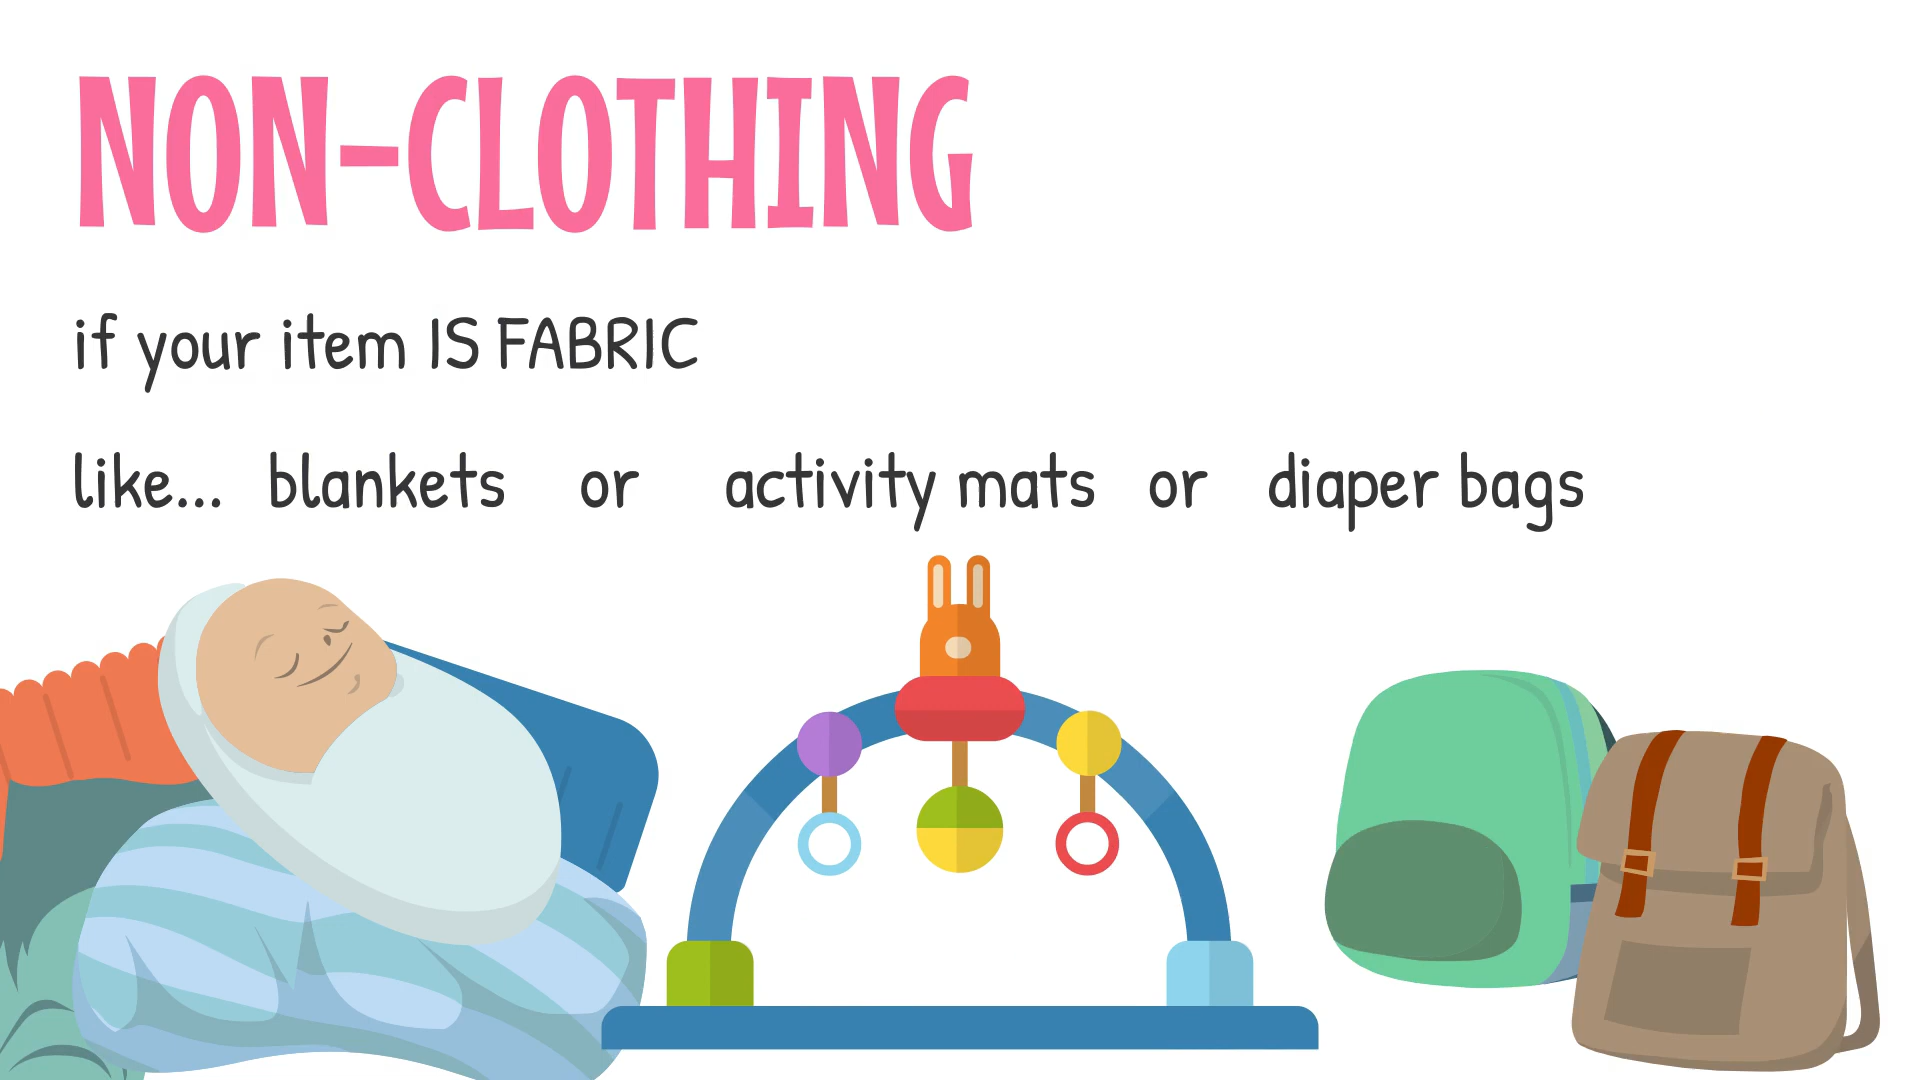 NON-CLOTHING
if your item IS FABRIC
like... blankets or activity mats or diaper bags